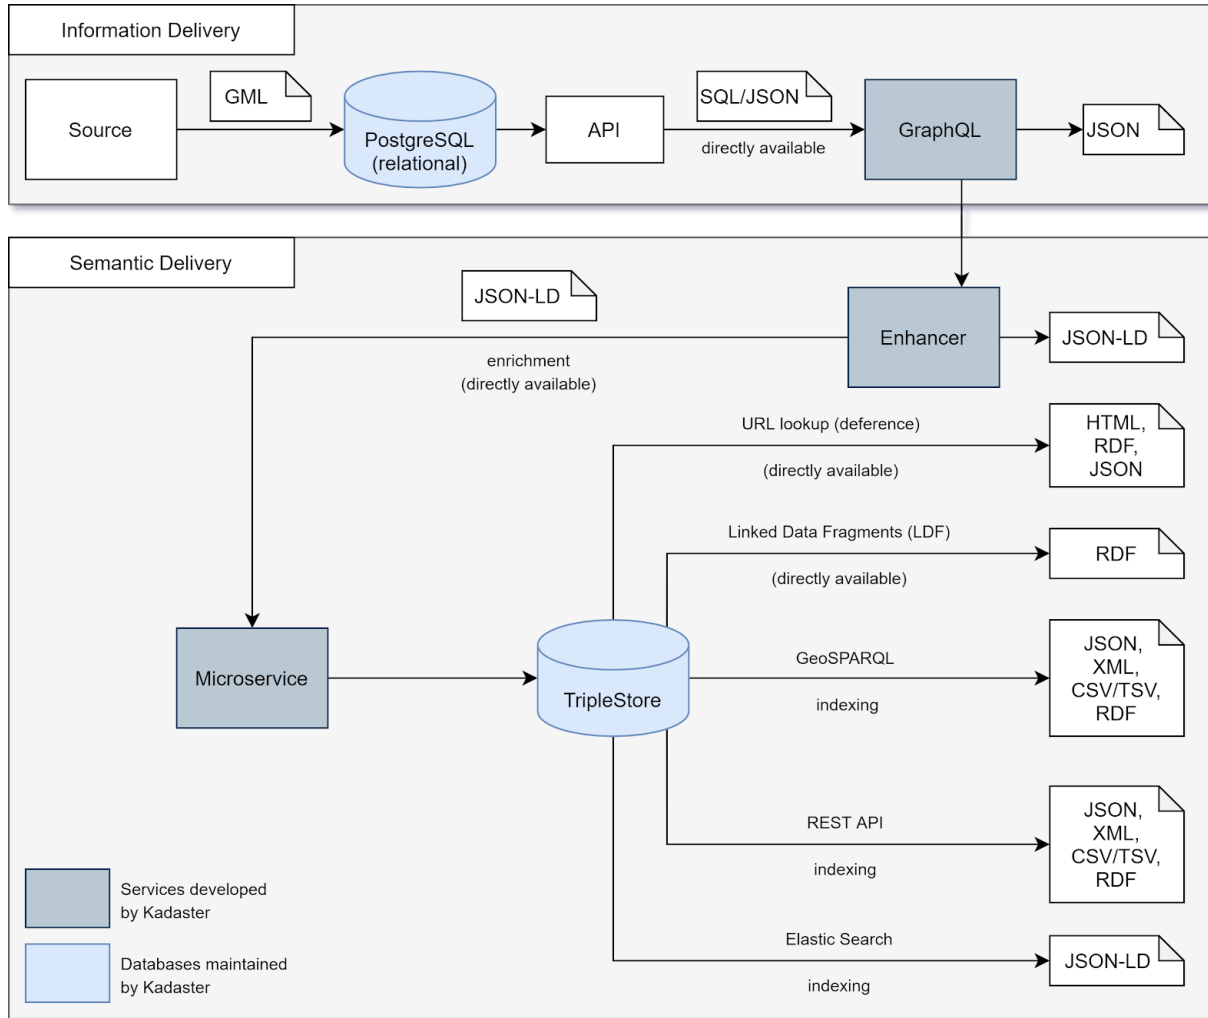 Information Delivery
Source
GML
PostgreSQL
(relational)
API
SQL/JSON
directly available
GraphQL
JSON
Semantic Delivery
JSON-LD
enrichment
(directly available)
Enhancer
JSON-LD
URL lookup (deference)
(directly available)
HTML,
RDF,
JSON
Linked Data Fragments (LDF)
(directly available)
RDF
Microservice
TripleStore
GeoSPARQL
indexing
JSON,
XML,
CSV/TSV,
RDF
REST API
indexing
JSON,
XML,
CSV/TSV,
RDF
Elastic Search
indexing
JSON-LD
Services developed
by Kadaster
Databases maintained
by Kadaster